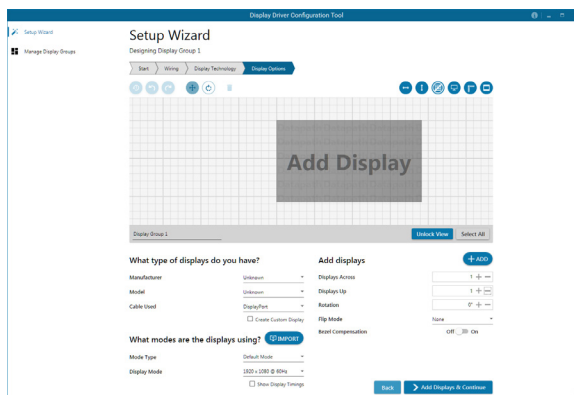 Display Driver Configuration Tool
Setup Wizard
Manage Display Groups
Setup Wizard
Designing Display Group 1
Start
Wiring
Display Technology
Display Options
Add Display
Display Group 1
Unlock View
Select All
What type of displays do you have?
Manufacturer
Unknown
Model
Unknown
Cable Used
DisplayPort
Create Custom Display
What modes are the displays using?
IMPORT
Mode Type
Default Mode
Display Mode
1920 x 1080 @ 60Hz
Show Display Timings
Add displays
+ ADD
Displays Across
1 + −
Displays Up
1 + −
Rotation
0° + −
Flip Mode
None
Bezel Compensation
Off On
Back
Add Displays & Continue